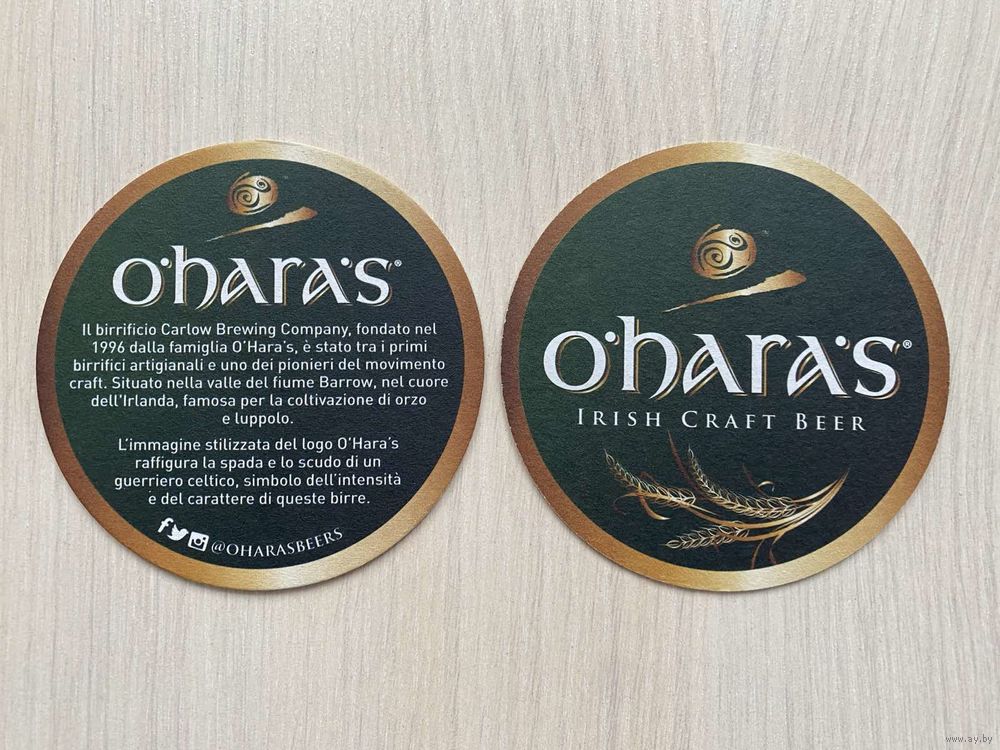 O'HARA'S®
Il birrificio Carlow Brewing Company, fondato nel
1996 dalla famiglia O'Hara's, è stato tra i primi
birrifici artigianali e uno dei pionieri del movimento
craft. Situato nella valle del fiume Barrow, nel cuore
dell'Irlanda, famosa per la coltivazione di orzo
e luppolo.
L'immagine stilizzata del logo O'Hara's
raffigura la spada e lo scudo di un
guerriero celtico, simbolo dell'intensità
e del carattere di queste birre.
@OHARASBEERS
O'HARA'S®
IRISH CRAFT BEER
www.ay.by